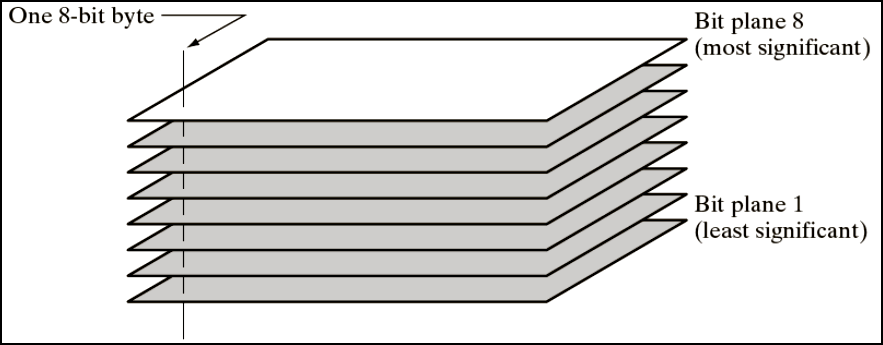 One 8-bit byte
Bit plane 8
(most significant)
Bit plane 1
(least significant)